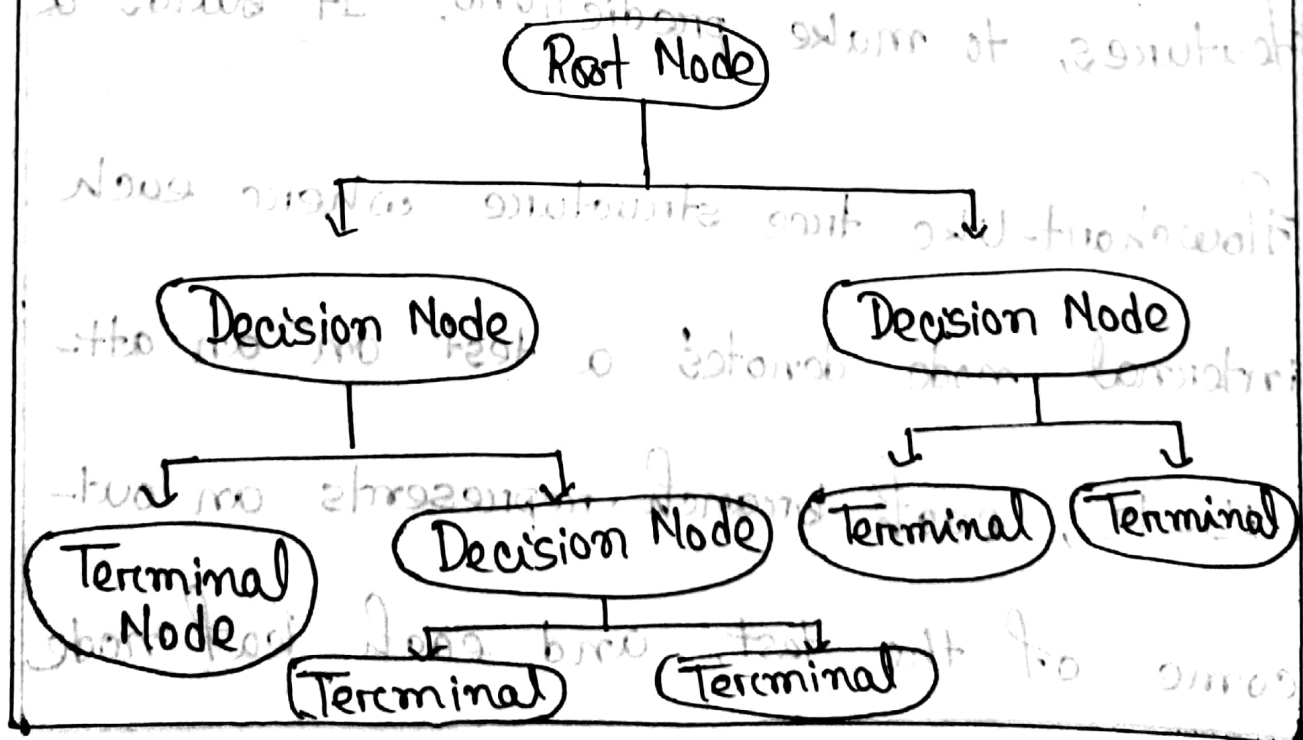 Root Node
Decision Node
Decision Node
Terminal Node
Decision Node
Terminal
Terminal
Terminal
Terminal